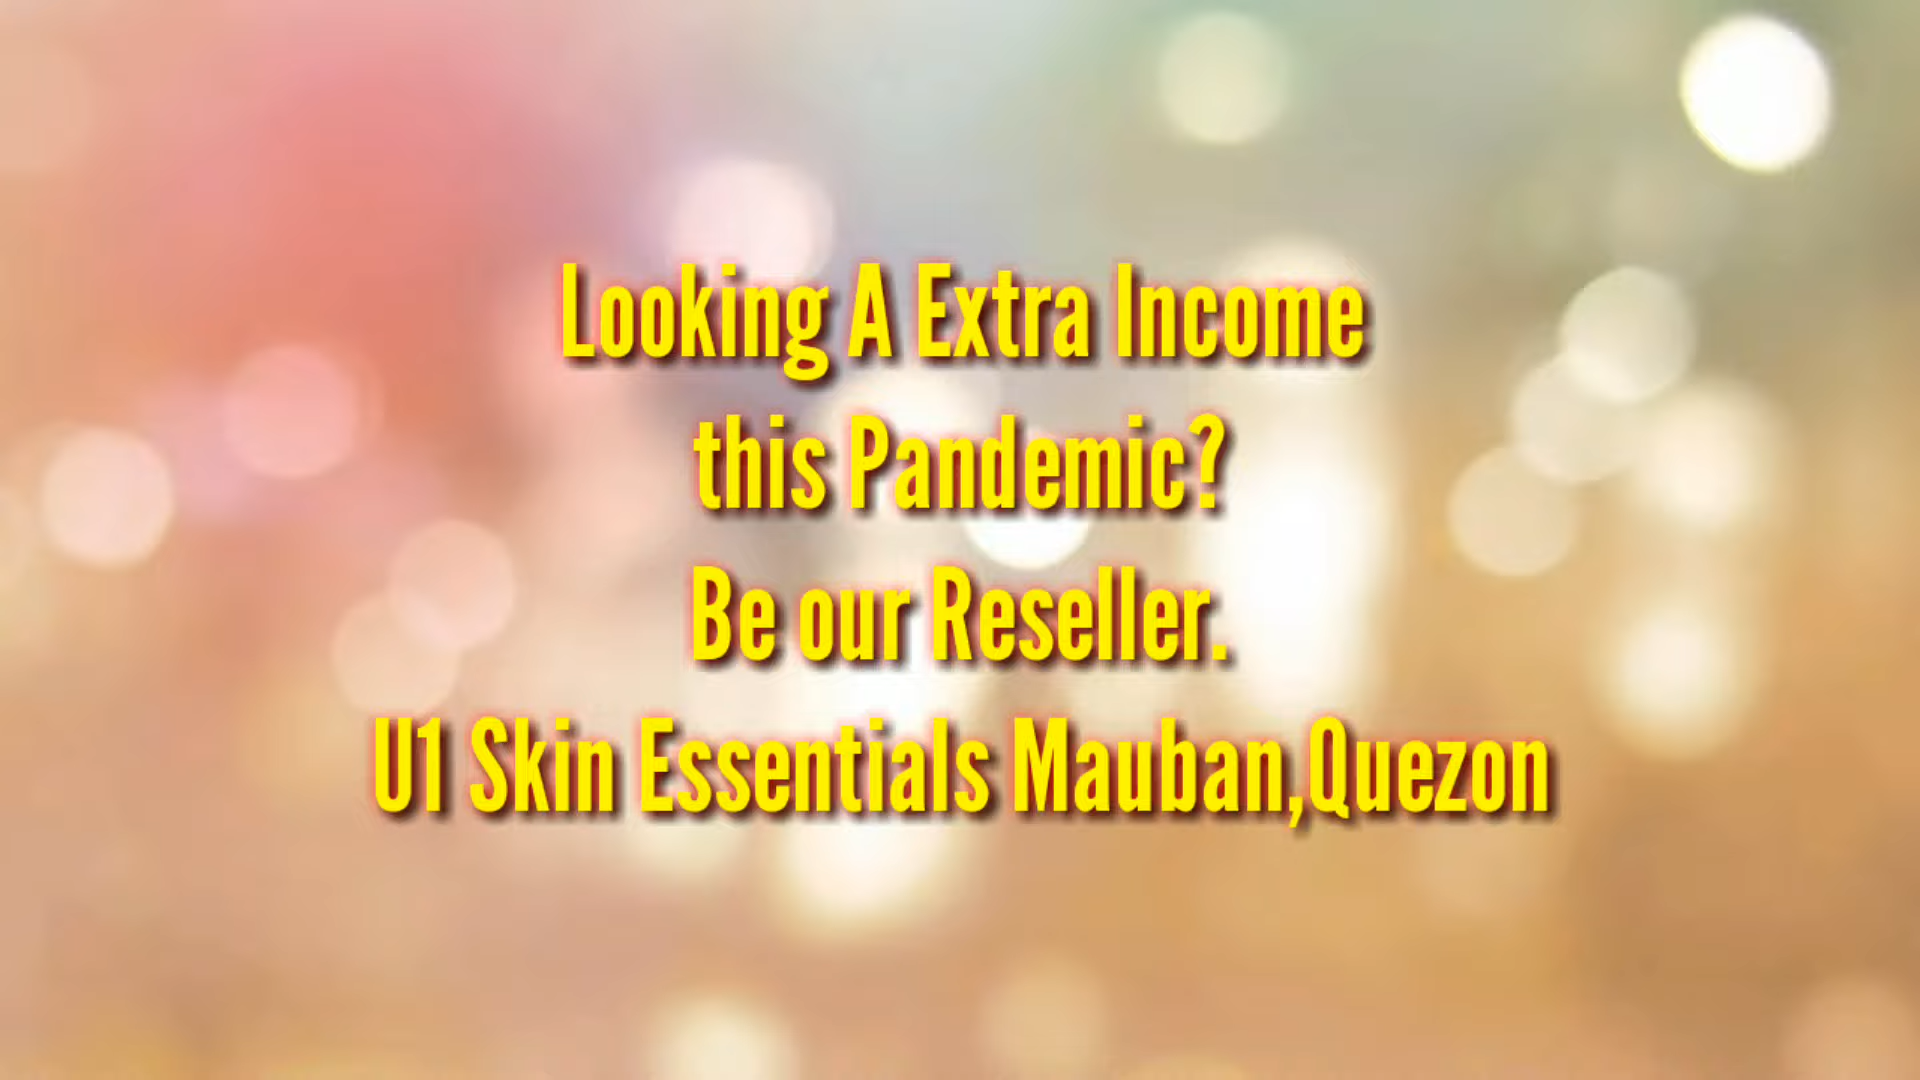 Looking A Extra Income
this Pandemic?
Be our Reseller.
U1 Skin Essentials Mauban,Quezon